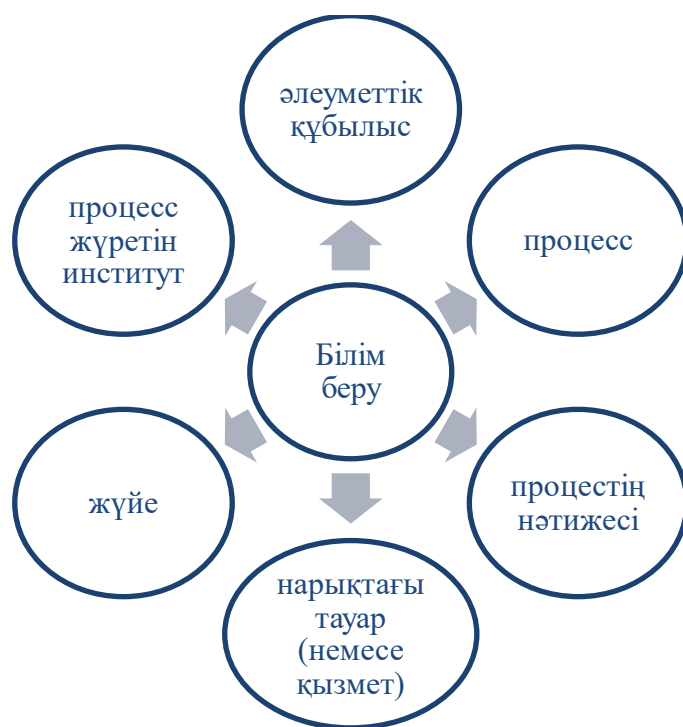 әлеуметтік
құбылыс
процесс
жүретін
институт
процесс
Білім
беру
жүйе
процестің
нәтижесі
нарықтағы
тауар
(немесе
қызмет)